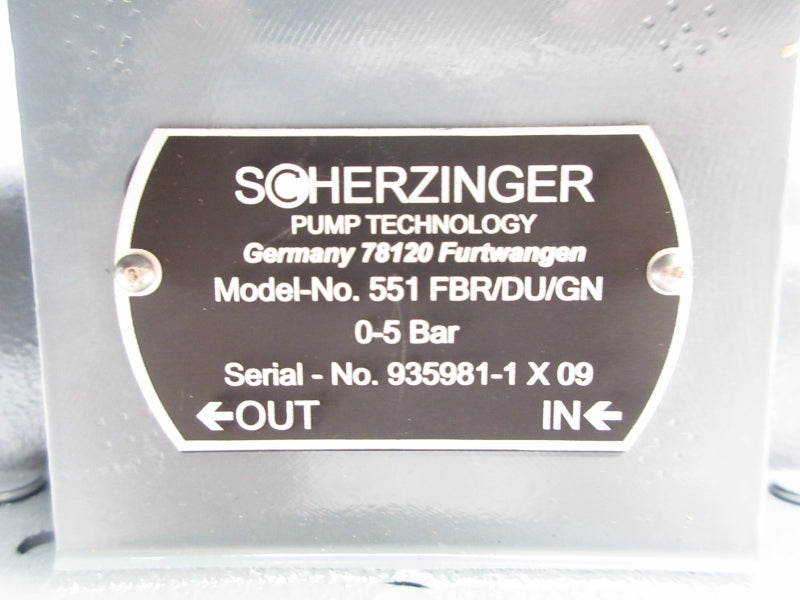 SCHERZINGER
PUMP TECHNOLOGY
Germany 78120 Furtwangen
Model-No. 551 FBR/DU/GN
0-5 Bar
Serial - No. 935981-1 X 09
←OUT IN←